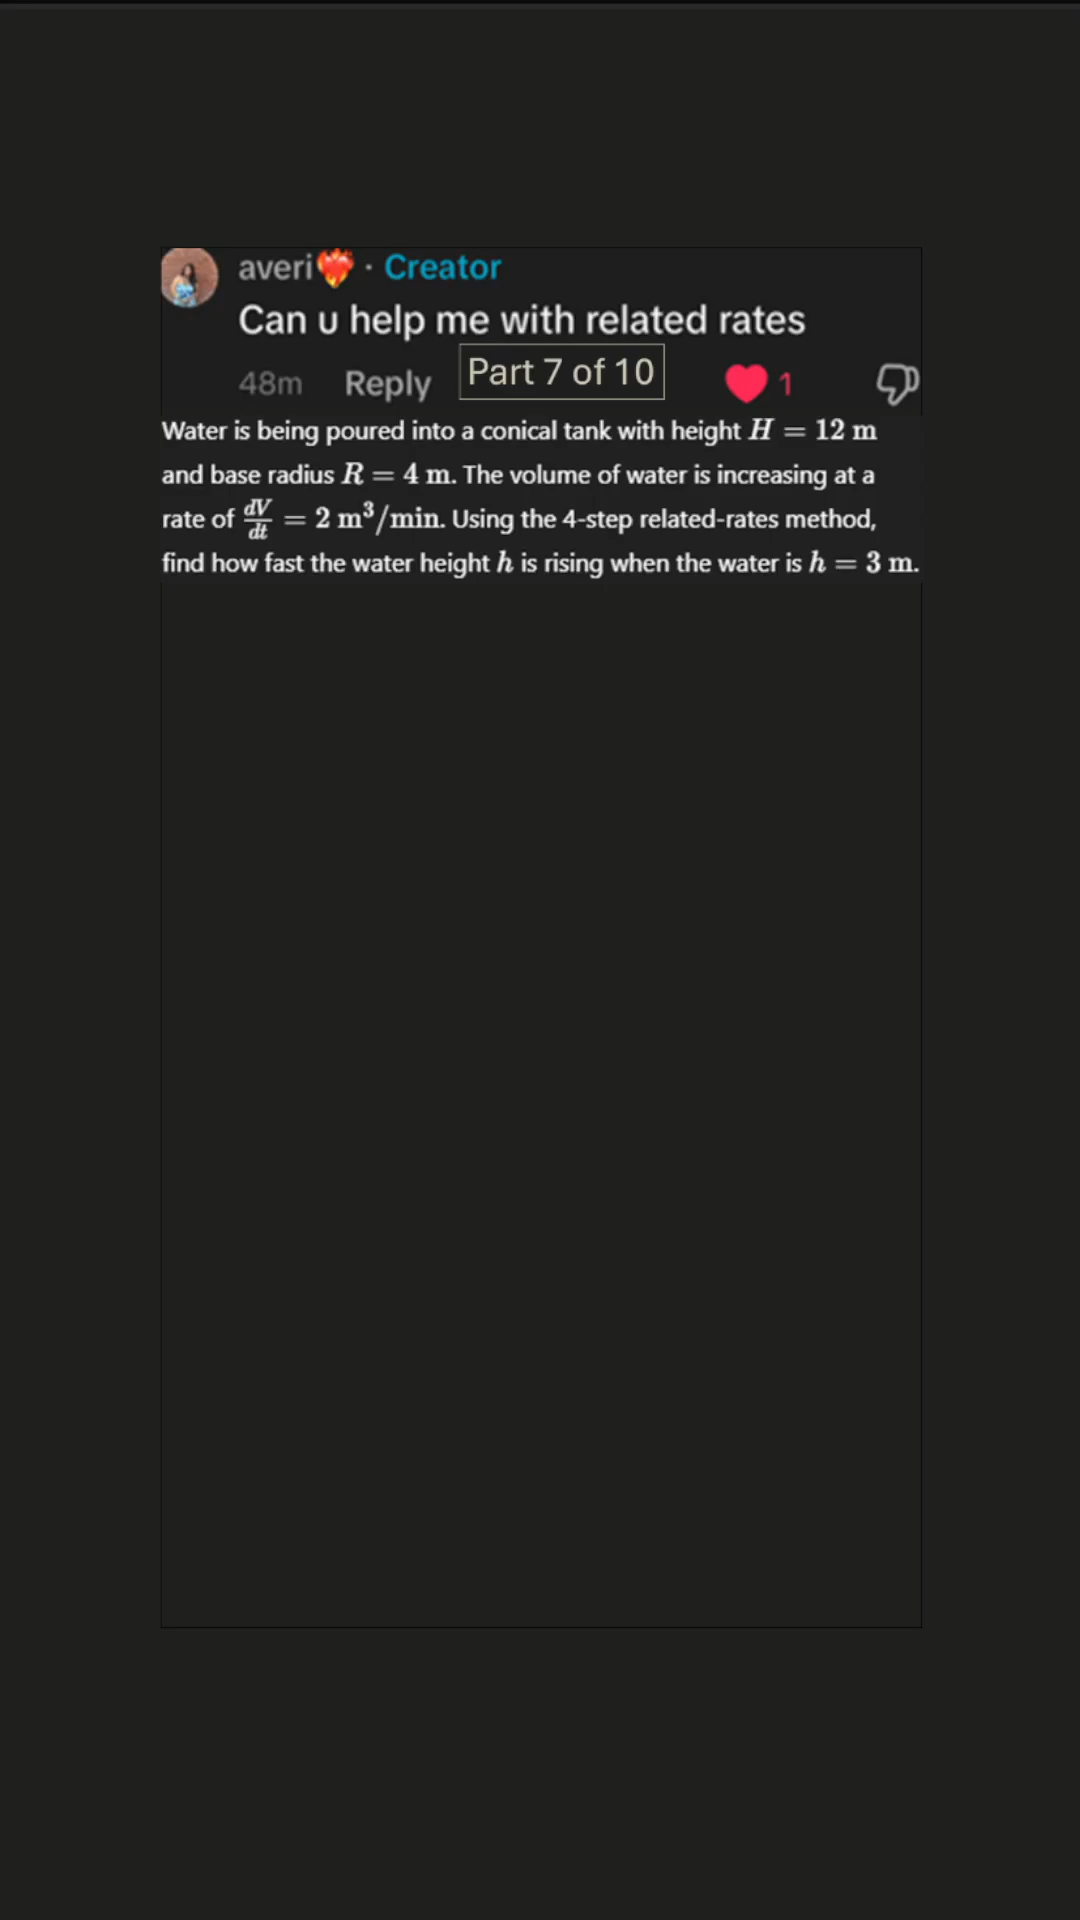 averi❤️‍🔥 · Creator
Can u help me with related rates
48m Reply Part 7 of 10 1
Water is being poured into a conical tank with height H = 12 m
and base radius R = 4 m. The volume of water is increasing at a
rate of dV/dt = 2 m³/min. Using the 4-step related-rates method,
find how fast the water height h is rising when the water is h = 3 m.